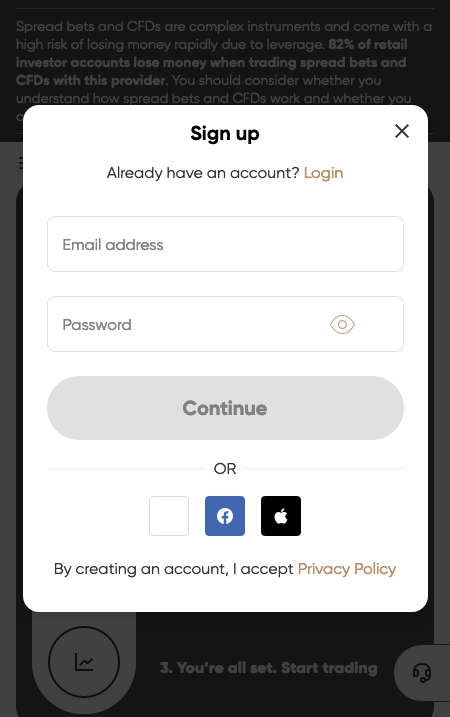 Spread bets and CFDs are complex instruments and come with a
high risk of losing money rapidly due to leverage. 82% of retail
investor accounts lose money when trading spread bets and
CFDs with this provider. You should consider whether you
understand how spread bets and CFDs work and whether you
Sign up
Already have an account? Login
Email address
Password
Continue
OR
By creating an account, I accept Privacy Policy
3. You're all set. Start trading